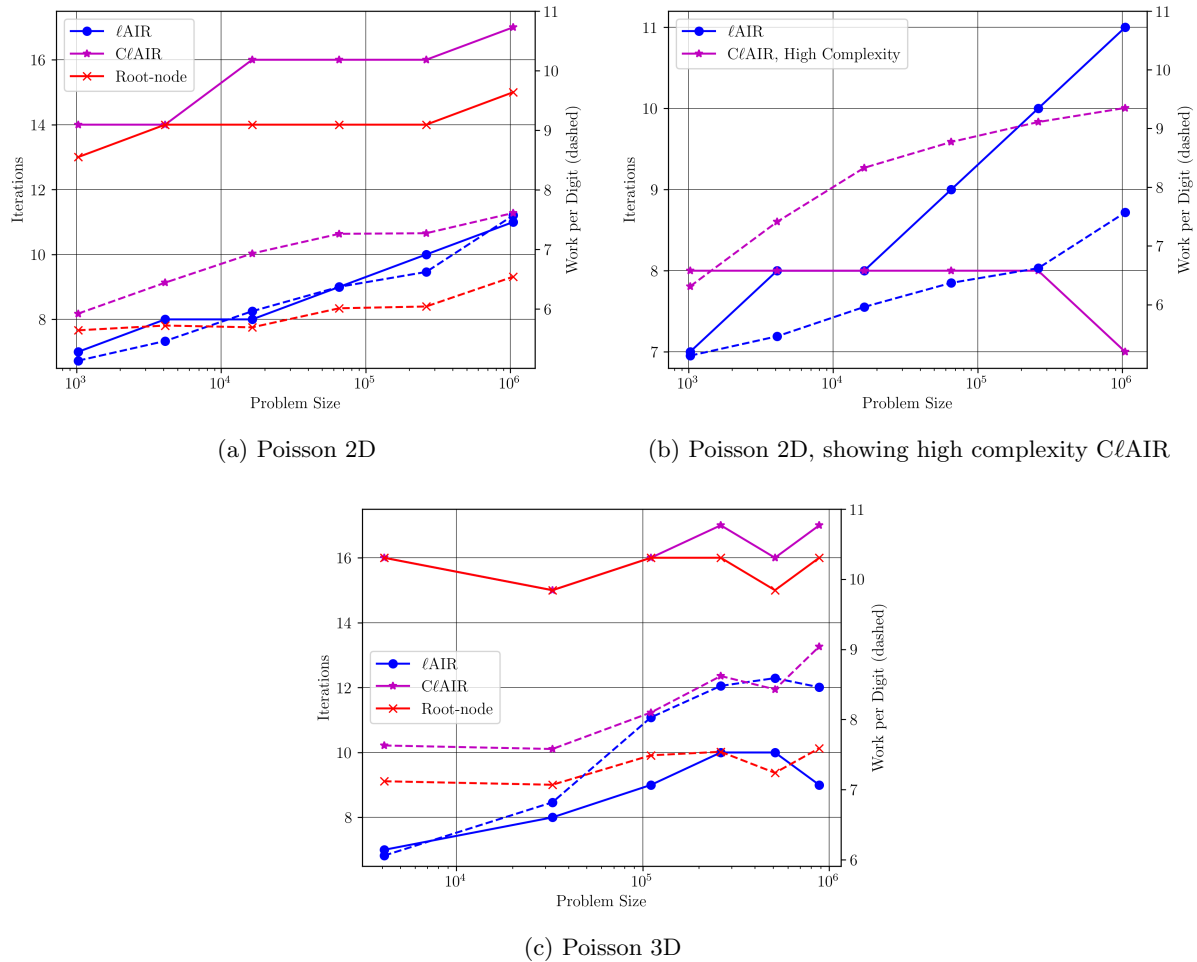 ℓAIR
CℓAIR
Root-node
16
14
12
10
8
Iterations
10³
10⁴
10⁵
10⁶
Problem Size
11
10
9
8
7
6
Work per Digit (dashed)
(a) Poisson 2D
ℓAIR
CℓAIR, High Complexity
11
10
9
8
7
Iterations
10³
10⁴
10⁵
10⁶
Problem Size
11
10
9
8
7
6
Work per Digit (dashed)
(b) Poisson 2D, showing high complexity CℓAIR
ℓAIR
CℓAIR
Root-node
16
14
12
10
8
Iterations
10⁴
10⁵
10⁶
Problem Size
11
10
9
8
7
6
Work per Digit (dashed)
(c) Poisson 3D